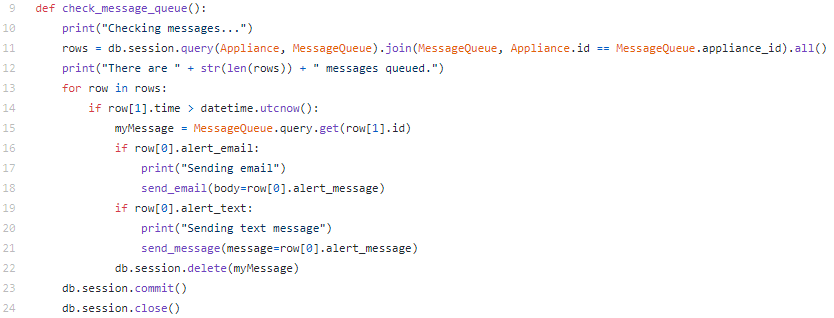 9 def check_message_queue():
10     print("Checking messages...")
11     rows = db.session.query(Appliance, MessageQueue).join(MessageQueue, Appliance.id == MessageQueue.appliance_id).all()
12     print("There are " + str(len(rows)) + " messages queued.")
13     for row in rows:
14         if row[1].time > datetime.utcnow():
15             myMessage = MessageQueue.query.get(row[1].id)
16             if row[0].alert_email:
17                 print("Sending email")
18                 send_email(body=row[0].alert_message)
19             if row[0].alert_text:
20                 print("Sending text message")
21                 send_message(message=row[0].alert_message)
22             db.session.delete(myMessage)
23     db.session.commit()
24     db.session.close()